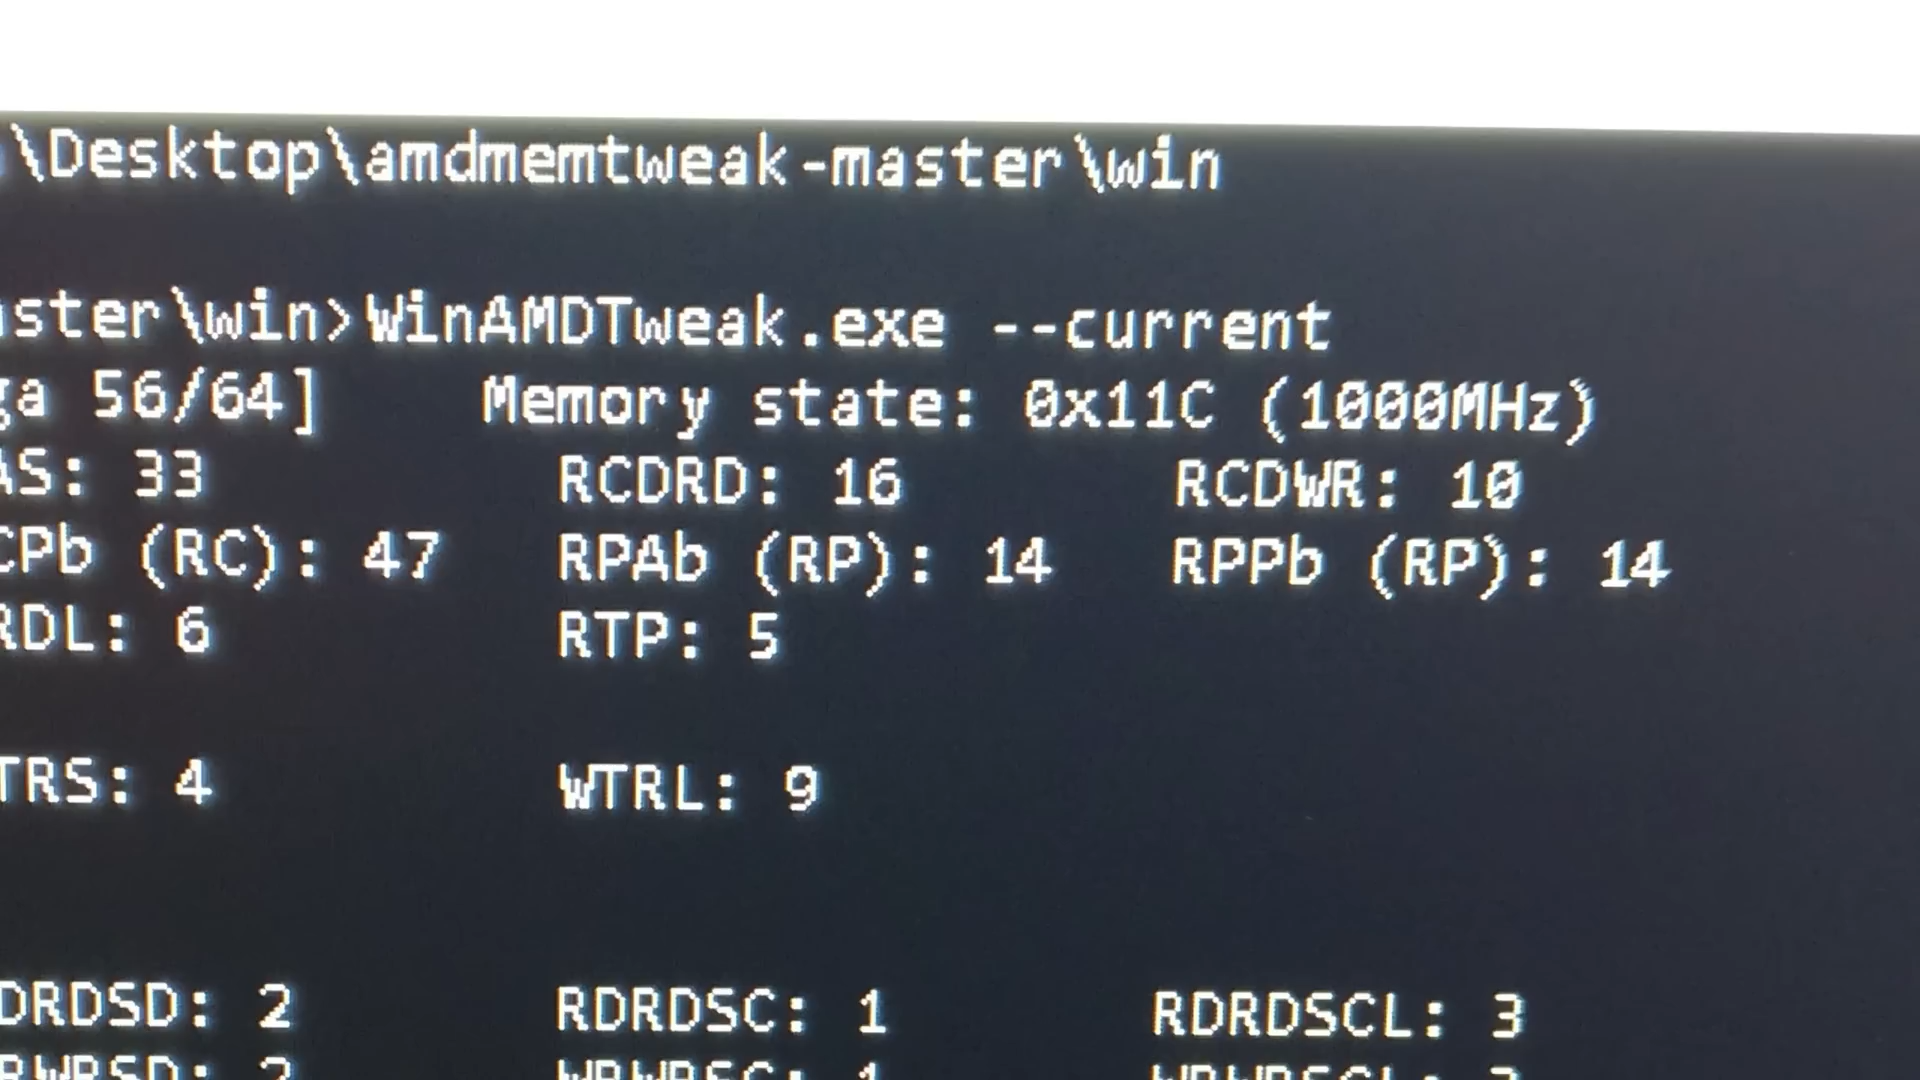 \Desktop\amdmemtweak-master\win
ster\win>WinAMDTweak.exe --current
ga 56/64] Memory state: 0x11C (1000MHz)
AS: 33 RCDRD: 16 RCDWR: 10
CPb (RC): 47 RPAb (RP): 14 RPPb (RP): 14
RDL: 6 RTP: 5
TRS: 4 WTRL: 9
DRDSD: 2 RDRDSC: 1 RDRDSCL: 3